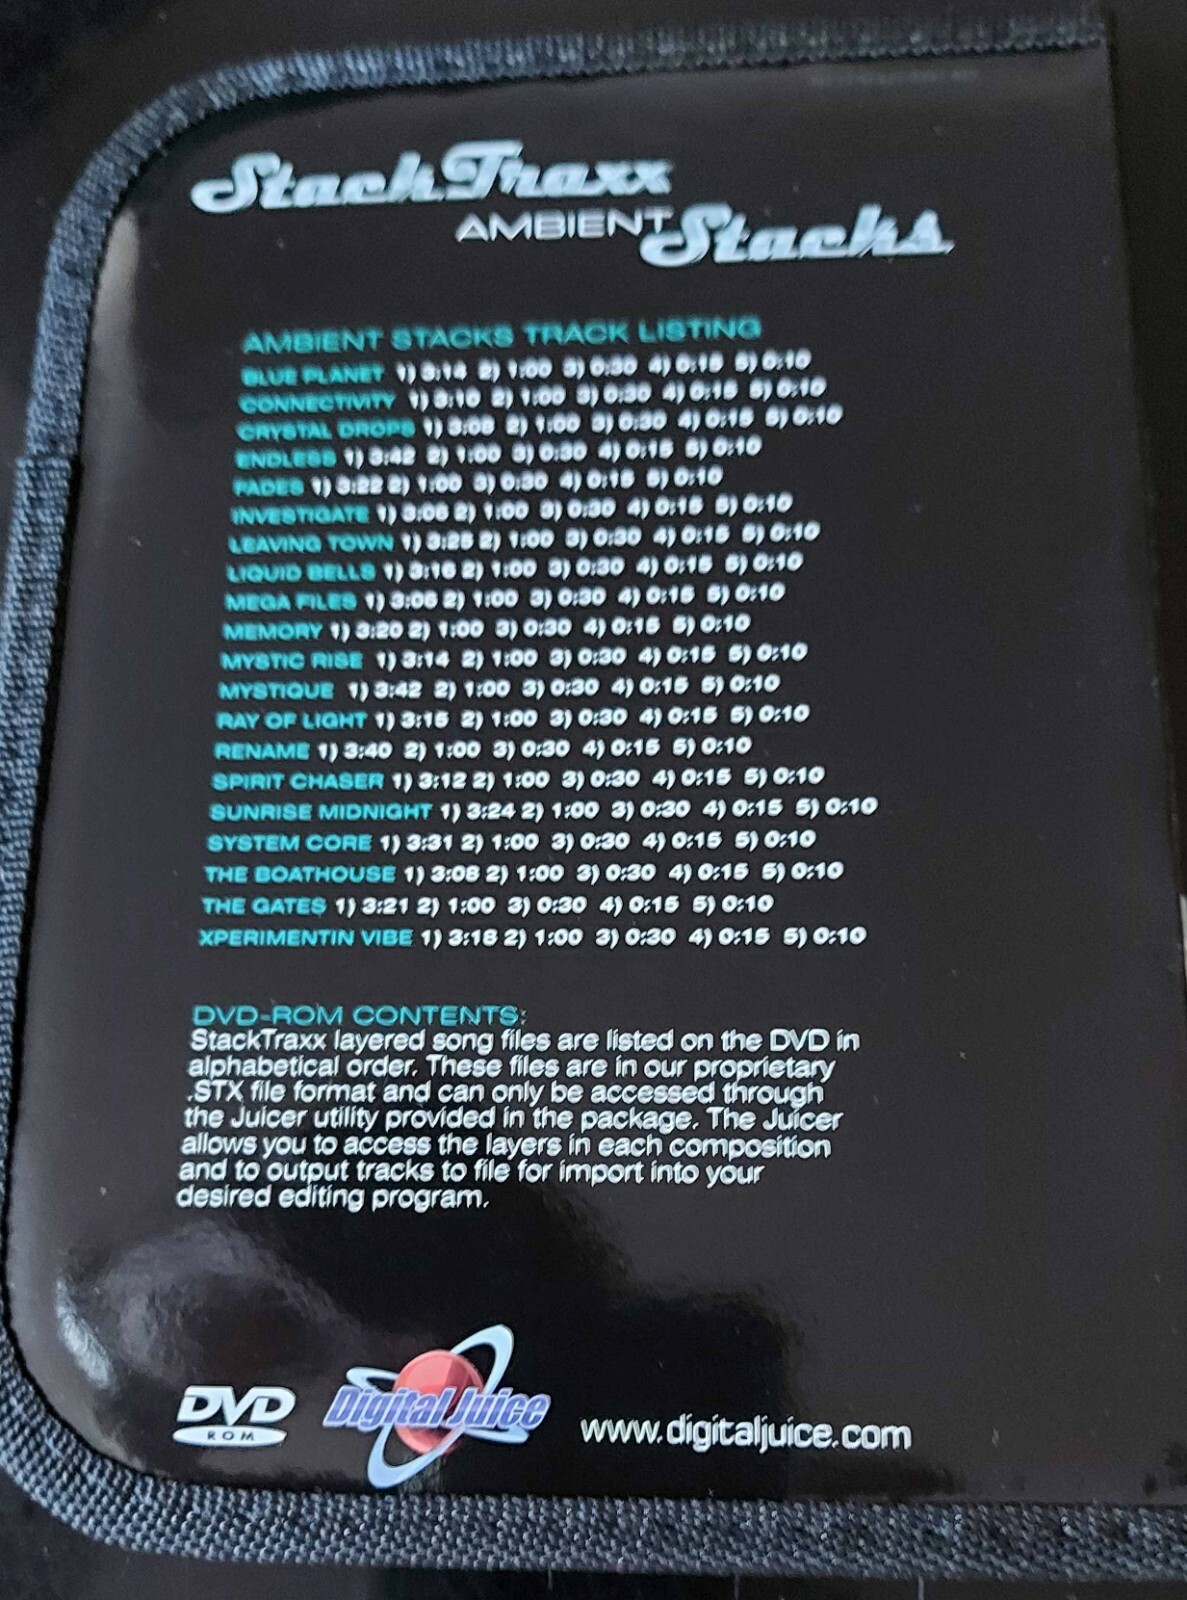 StackTraxx
AMBIENT Stacks
AMBIENT STACKS TRACK LISTING
BLUE PLANET 1) 3:14 2) 1:00 3) 0:30 4) 0:15 5) 0:10
CONNECTIVITY 1) 3:10 2) 1:00 3) 0:30 4) 0:15 5) 0:10
CRYSTAL DROPS 1) 3:08 2) 1:00 3) 0:30 4) 0:15 5) 0:10
ENDLESS 1) 3:42 2) 1:00 3) 0:30 4) 0:15 5) 0:10
FADES 1) 3:22 2) 1:00 3) 0:30 4) 0:15 5) 0:10
INVESTIGATE 1) 3:08 2) 1:00 3) 0:30 4) 0:15 5) 0:10
LEAVING TOWN 1) 3:25 2) 1:00 3) 0:30 4) 0:15 5) 0:10
LIQUID BELLS 1) 3:16 2) 1:00 3) 0:30 4) 0:15 5) 0:10
MEGA FILES 1) 3:06 2) 1:00 3) 0:30 4) 0:15 5) 0:10
MEMORY 1) 3:20 2) 1:00 3) 0:30 4) 0:15 5) 0:10
MYSTIC RISE 1) 3:14 2) 1:00 3) 0:30 4) 0:15 5) 0:10
MYSTIQUE 1) 3:42 2) 1:00 3) 0:30 4) 0:15 5) 0:10
RAY OF LIGHT 1) 3:15 2) 1:00 3) 0:30 4) 0:15 5) 0:10
RENAME 1) 3:40 2) 1:00 3) 0:30 4) 0:15 5) 0:10
SPIRIT CHASER 1) 3:12 2) 1:00 3) 0:30 4) 0:15 5) 0:10
SUNRISE MIDNIGHT 1) 3:24 2) 1:00 3) 0:30 4) 0:15 5) 0:10
SYSTEM CORE 1) 3:31 2) 1:00 3) 0:30 4) 0:15 5) 0:10
THE BOATHOUSE 1) 3:08 2) 1:00 3) 0:30 4) 0:15 5) 0:10
THE GATES 1) 3:21 2) 1:00 3) 0:30 4) 0:15 5) 0:10
XPERIMENTIN VIBE 1) 3:18 2) 1:00 3) 0:30 4) 0:15 5) 0:10
DVD-ROM CONTENTS:
StackTraxx layered song files are listed on the DVD in
alphabetical order. These files are in our proprietary
.STX file format and can only be accessed through
the Juicer utility provided in the package. The Juicer
allows you to access the layers in each composition
and to output tracks to file for import into your
desired editing program.
DVD
ROM
Digital Juice
www.digitaljuice.com